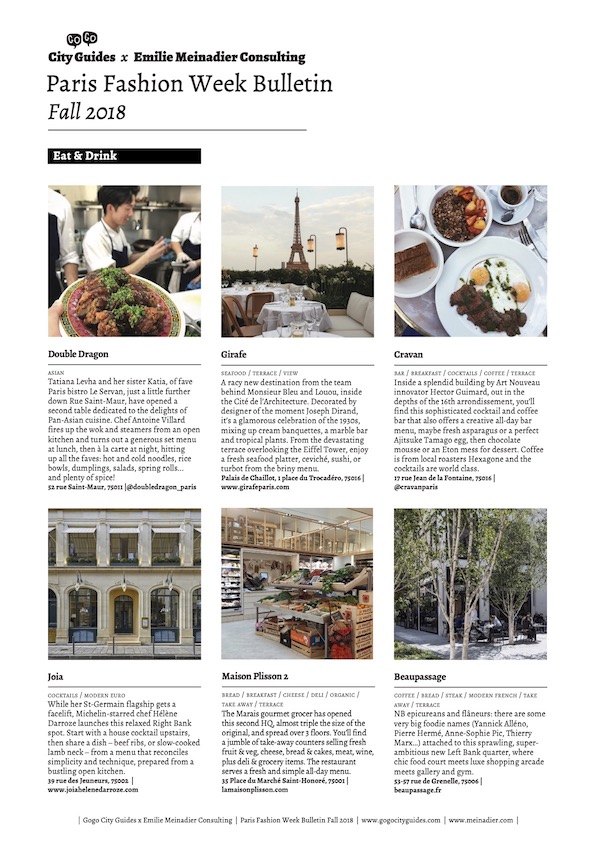 GO GO
City Guides x Emilie Meinadier Consulting
Paris Fashion Week Bulletin
Fall 2018
Eat & Drink
Double Dragon
ASIAN
Tatiana Levha and her sister Katia, of fave
Paris bistro Le Servan, just a little further
down Rue Saint-Maur, have opened a
second table dedicated to the delights of
Pan-Asian cuisine. Chef Antoine Villard
fires up the wok and steamers from an open
kitchen and turns out a generous set menu
at lunch, then à la carte at night, hitting
up all the faves: hot and cold noodles, rice
bowls, dumplings, salads, spring rolls...
and plenty of spice!
52 rue Saint-Maur, 75011 |@doubledragon_paris
Girafe
SEAFOOD / TERRACE / VIEW
A racy new destination from the team
behind Monsieur Bleu and Louou, inside
the Cité de l'Architecture. Decorated by
designer of the moment Joseph Dirand,
it's a glamorous celebration of the 1930s,
mixing up cream banquettes, a marble bar
and tropical plants. From the devastating
terrace overlooking the Eiffel Tower, enjoy
a fresh seafood platter, ceviché, sushi, or
turbot from the briny menu.
Palais de Chaillot, 1 place du Trocadéro, 75016 |
www.girafeparis.com
Cravan
BAR / BREAKFAST / COCKTAILS / COFFEE / TERRACE
Inside a splendid building by Art Nouveau
innovator Hector Guimard, out in the
depths of the 16th arrondissement, you'll
find this sophisticated cocktail and coffee
bar that also offers a creative all-day bar
menu, maybe fresh asparagus or a perfect
Ajitsuke Tamago egg, then chocolate
mousse or an Eton mess for dessert. Coffee
is from local roasters Hexagone and the
cocktails are world class.
17 rue Jean de la Fontaine, 75016 |
@cravanparis
Joia
COCKTAILS / MODERN EURO
While her St-Germain flagship gets a
facelift, Michelin-starred chef Hélène
Darroze launches this relaxed Right Bank
spot. Start with a house cocktail upstairs,
then share a dish – beef ribs, or slow-cooked
lamb neck – from a menu that reconciles
simplicity and technique, prepared from a
bustling open kitchen.
39 rue des Jeuneurs, 75002 |
www.joiahelenedarroze.com
Maison Plisson 2
BREAD / BREAKFAST / CHEESE / DELI / ORGANIC /
TAKE AWAY / TERRACE
The Marais gourmet grocer has opened
this second HQ, almost triple the size of the
original, and spread over 3 floors. You'll find
a jumble of take-away counters selling fresh
fruit & veg, cheese, bread & cakes, meat, wine,
plus deli & grocery items. The restaurant
serves a fresh and simple all-day menu.
35 Place du Marché Saint-Honoré, 75001 |
lamaisonplisson.com
Beaupassage
COFFEE / BREAD / STEAK / MODERN FRENCH / TAKE
AWAY / TERRACE
NB epicureans and flâneurs: there are some
very big foodie names (Yannick Alléno,
Pierre Hermé, Anne-Sophie Pic, Thierry
Marx...) attached to this sprawling, super-
ambitious new Left Bank quarter, where
chic food court meets luxe shopping arcade
meets gallery and gym.
53-57 rue de Grenelle, 75006 |
beaupassage.fr
| Gogo City Guides x Emilie Meinadier Consulting | Paris Fashion Week Bulletin Fall 2018 | www.gogocityguides.com | www.meinadier.com |